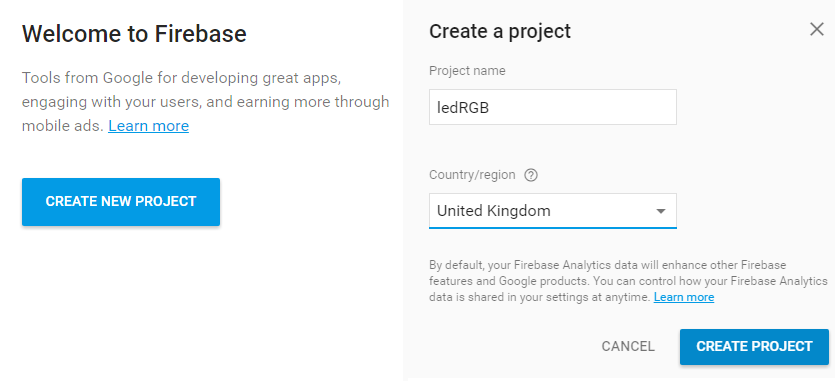 Welcome to Firebase
Tools from Google for developing great apps,
engaging with your users, and earning more through
mobile ads. Learn more
CREATE NEW PROJECT
Create a project
Project name
ledRGB
Country/region
United Kingdom
By default, your Firebase Analytics data will enhance other Firebase
features and Google products. You can control how your Firebase Analytics
data is shared in your settings at anytime. Learn more
CANCEL
CREATE PROJECT